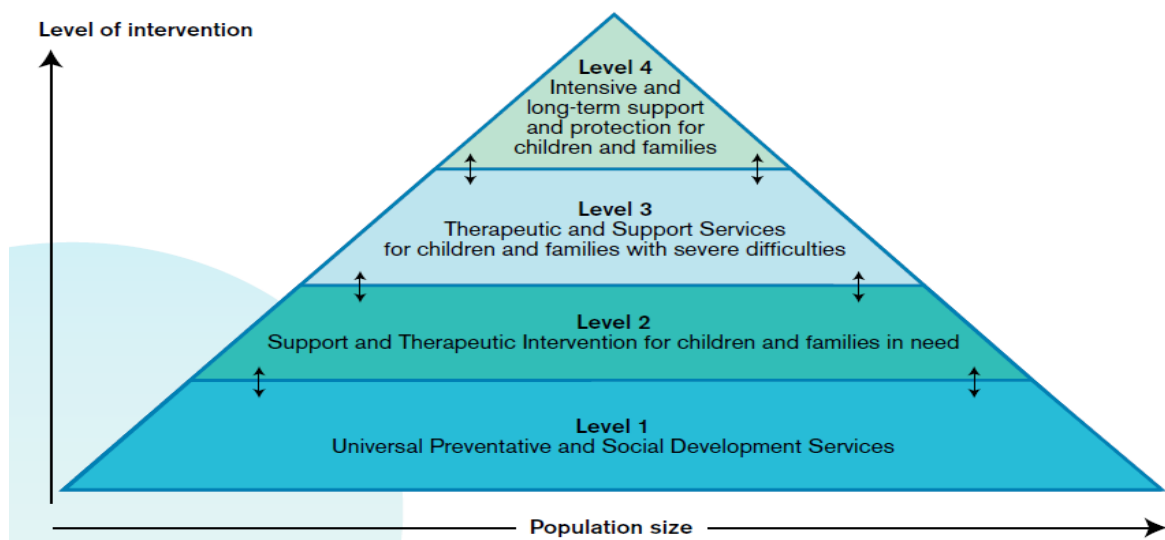 Level of intervention
Level 4
Intensive and
long-term support
and protection for
children and families
Level 3
Therapeutic and Support Services
for children and families with severe difficulties
Level 2
Support and Therapeutic Intervention for children and families in need
Level 1
Universal Preventative and Social Development Services
Population size